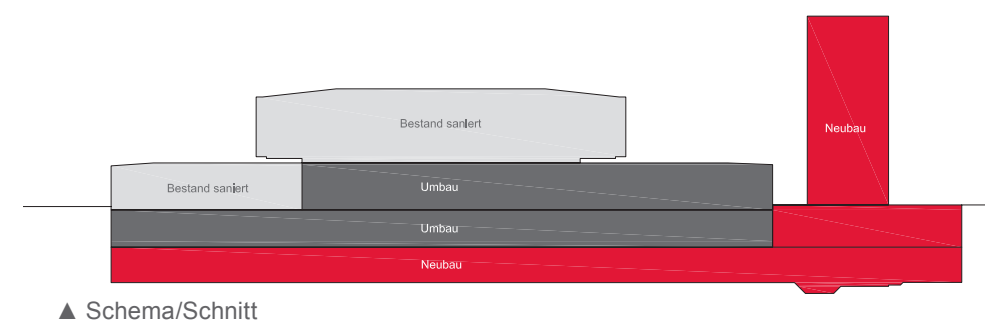 Bestand saniert
Neubau
Bestand saniert
Umbau
Umbau
Neubau
▲ Schema/Schnitt